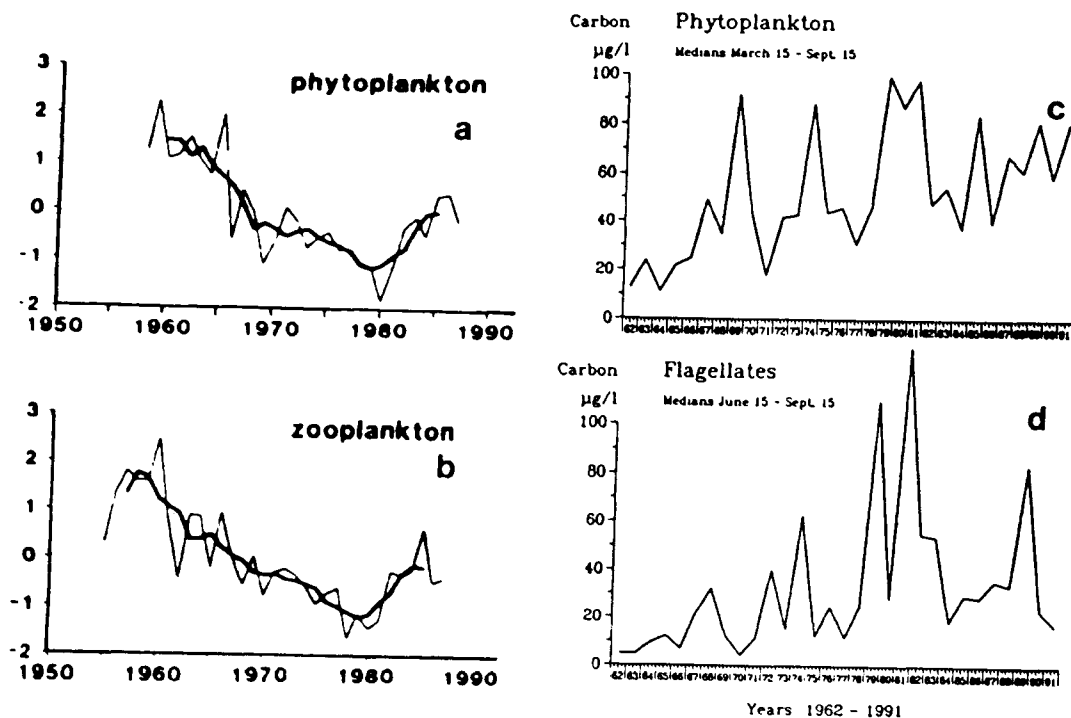 phytoplankton
a
3
2
1
0
-1
-2
1950 1960 1970 1980 1990
zooplankton
b
3
2
1
0
-1
-2
1950 1960 1970 1980 1990
Carbon Phytoplankton
µg/l Medians March 15 - Sept. 15
c
100
80
60
40
20
0
Carbon Flagellates
µg/l Medians June 15 - Sept. 15
d
100
80
60
40
20
0
Years 1962 - 1991